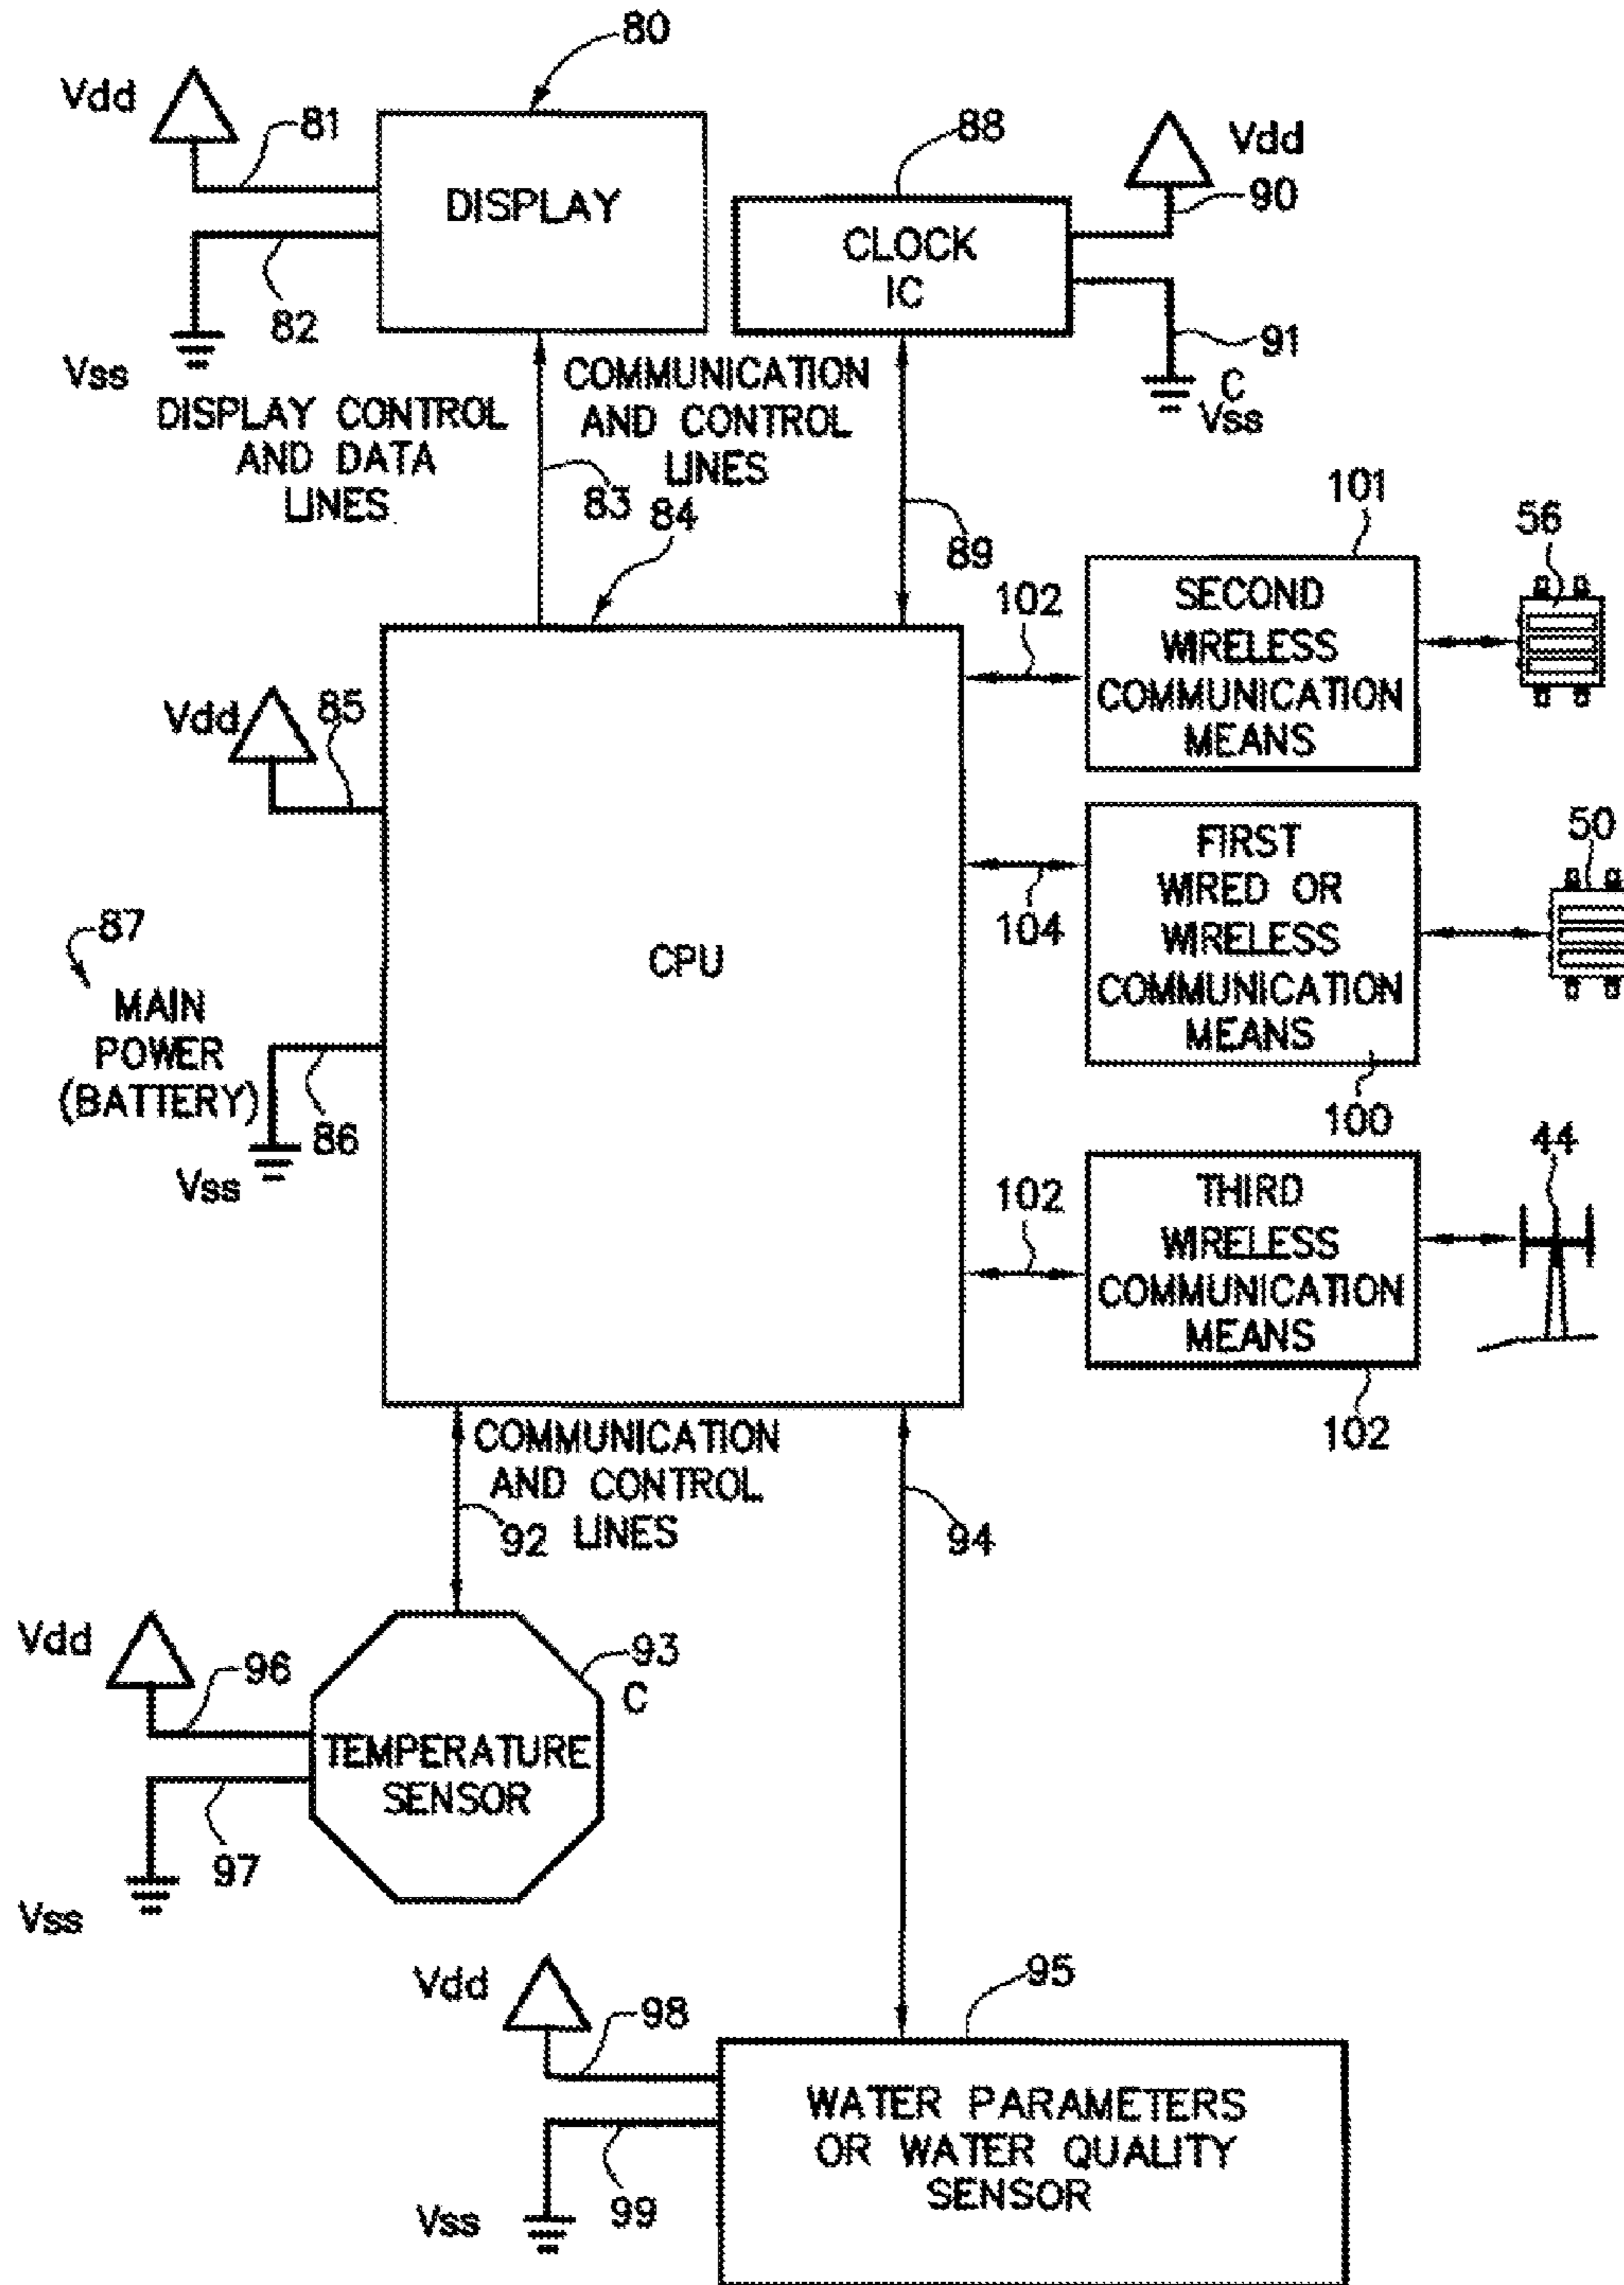 80
Vdd
81
DISPLAY
82
Vss
88
CLOCK
IC
Vdd
90
91
C
Vss
DISPLAY CONTROL
AND DATA
LINES
83
COMMUNICATION
AND CONTROL
LINES
84
89
101
56
102
SECOND
WIRELESS
COMMUNICATION
MEANS
Vdd
85
CPU
104
FIRST
WIRED OR
WIRELESS
COMMUNICATION
MEANS
100
50
87
MAIN
POWER
(BATTERY)
86
Vss
102
THIRD
WIRELESS
COMMUNICATION
MEANS
102
44
COMMUNICATION
AND CONTROL
LINES
92
94
Vdd
96
93
C
TEMPERATURE
SENSOR
97
Vss
Vdd
98
95
WATER PARAMETERS
OR WATER QUALITY
SENSOR
99
Vss